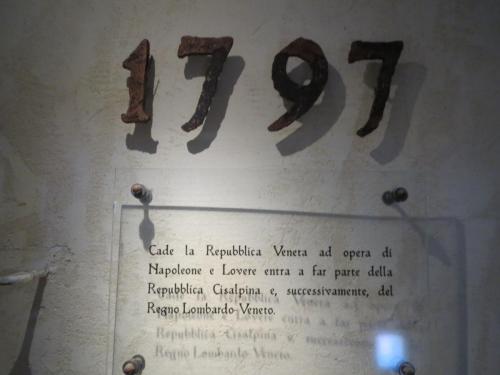 1797
Cade la Repubblica Veneta ad opera di
Napoleone e Lovere entra a far parte della
Repubblica Cisalpina e, successivamente, del
Regno Lombardo-Veneto.